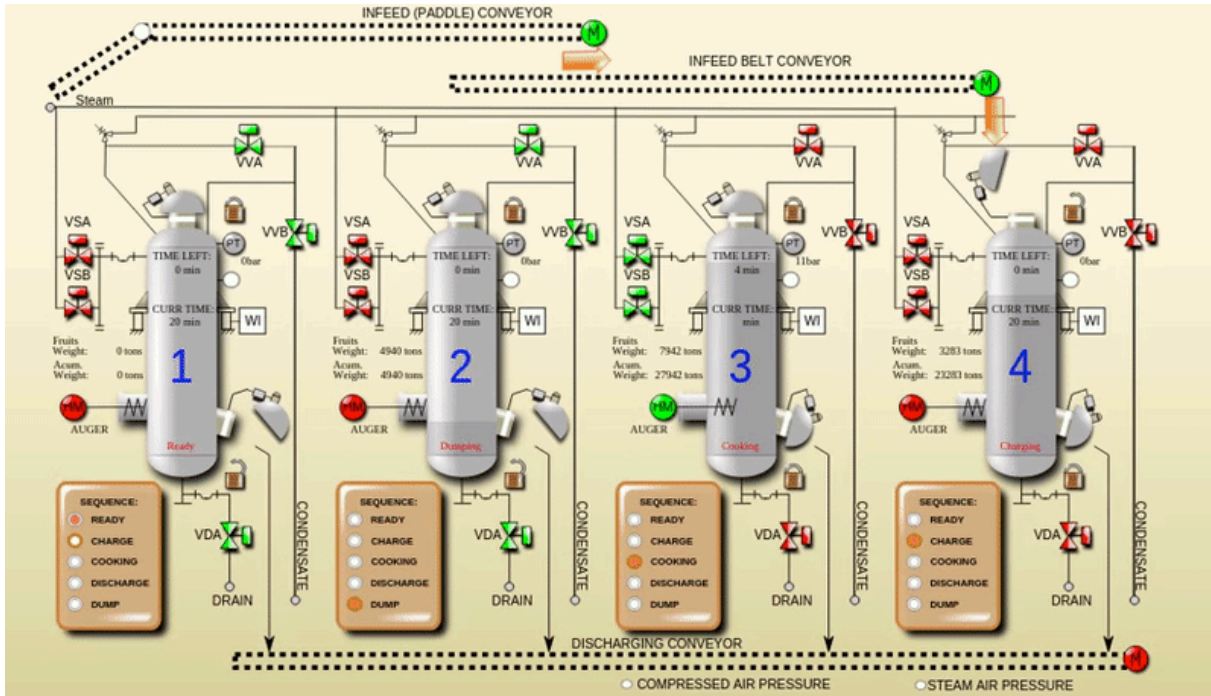 INFEED (PADDLE) CONVEYOR
M
INFEED BELT CONVEYOR
M
Steam
VVA
VSA
VVB
PT
0bar
VSB
TIME LEFT:
0 min
CURR TIME:
20 min
WI
Fruits
Weight: 0 tons
Acum.
Weight: 0 tons
1
HM
AUGER
Ready
SEQUENCE:
READY
CHARGE
COOKING
DISCHARGE
DUMP
VDA
DRAIN
CONDENSATE
VVA
VSA
VVB
PT
0bar
VSB
TIME LEFT:
0 min
CURR TIME:
20 min
WI
Fruits
Weight: 4940 tons
Acum.
Weight: 4940 tons
2
HM
AUGER
Dumping
SEQUENCE:
READY
CHARGE
COOKING
DISCHARGE
DUMP
VDA
DRAIN
CONDENSATE
VVA
VSA
VVB
PT
11bar
VSB
TIME LEFT:
4 min
CURR TIME:
min
WI
Fruits
Weight: 7942 tons
Acum.
Weight: 27942 tons
3
HM
AUGER
Cooking
SEQUENCE:
READY
CHARGE
COOKING
DISCHARGE
DUMP
VDA
DRAIN
CONDENSATE
VVA
VSA
VVB
PT
0bar
VSB
TIME LEFT:
0 min
CURR TIME:
20 min
WI
Fruits
Weight: 3283 tons
Acum.
Weight: 23283 tons
4
HM
AUGER
Charging
SEQUENCE:
READY
CHARGE
COOKING
DISCHARGE
DUMP
VDA
DRAIN
CONDENSATE
DISCHARGING CONVEYOR
M
COMPRESSED AIR PRESSURE
STEAM AIR PRESSURE